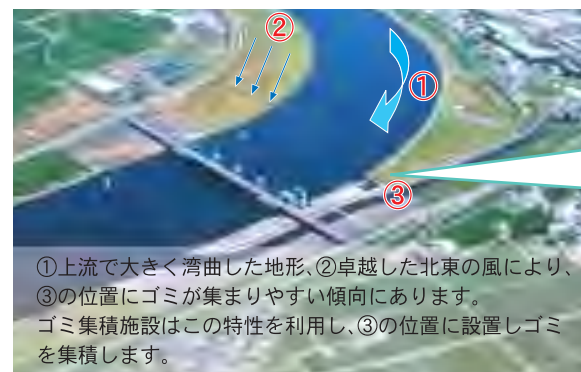 ②
①
③
①上流で大きく湾曲した地形、②卓越した北東の風により、
③の位置にゴミが集まりやすい傾向にあります。
ゴミ集積施設はこの特性を利用し、③の位置に設置しゴミ
を集積します。